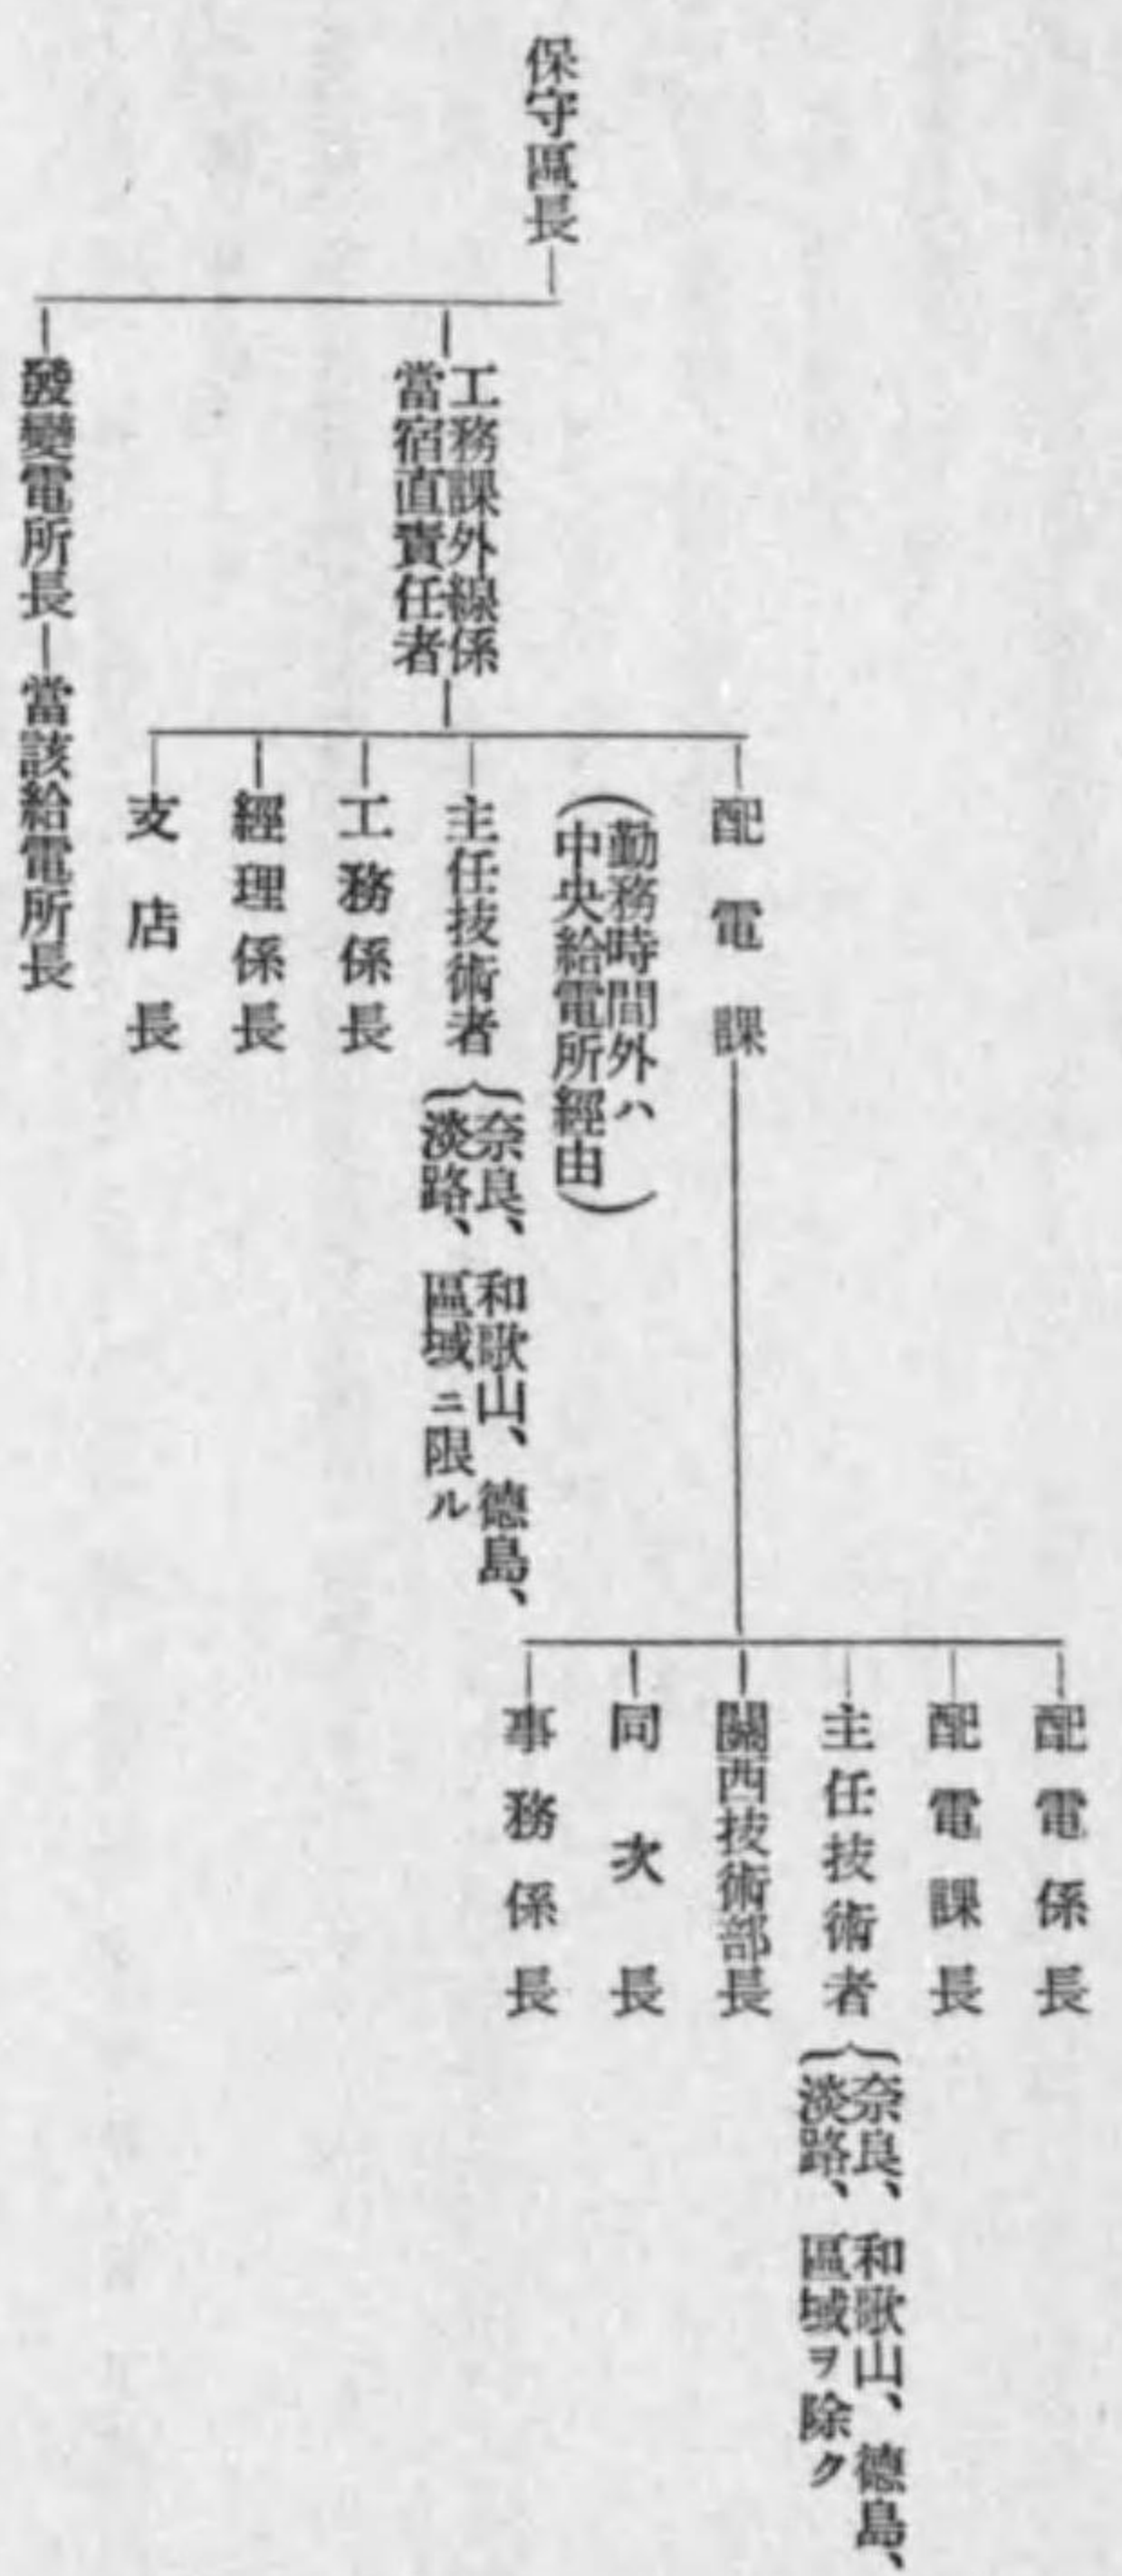 保守區長
配電係長
配電課長
主任技術者
奈良、和歌山、德島、
淡路、區域ヲ除ク
關西技術部長
同次長
事務係長
配電課
(勤務時間外ハ
中央給電所經由)
主任技術者
奈良、和歌山、德島、
淡路、區域ニ限ル
工務係長
經理係長
支店長
工務課外線係
當宿直責任者
發變電所長―當該給電所長